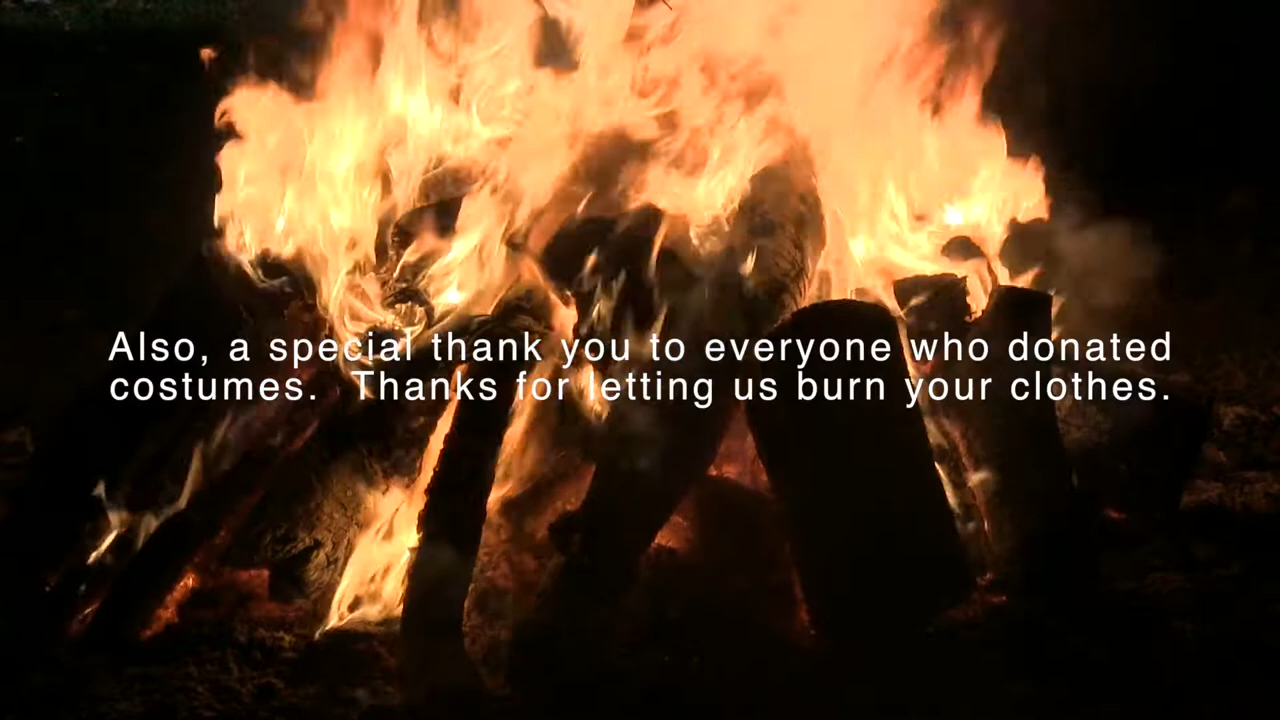 Also, a special thank you to everyone who donated
costumes.  Thanks for letting us burn your clothes.